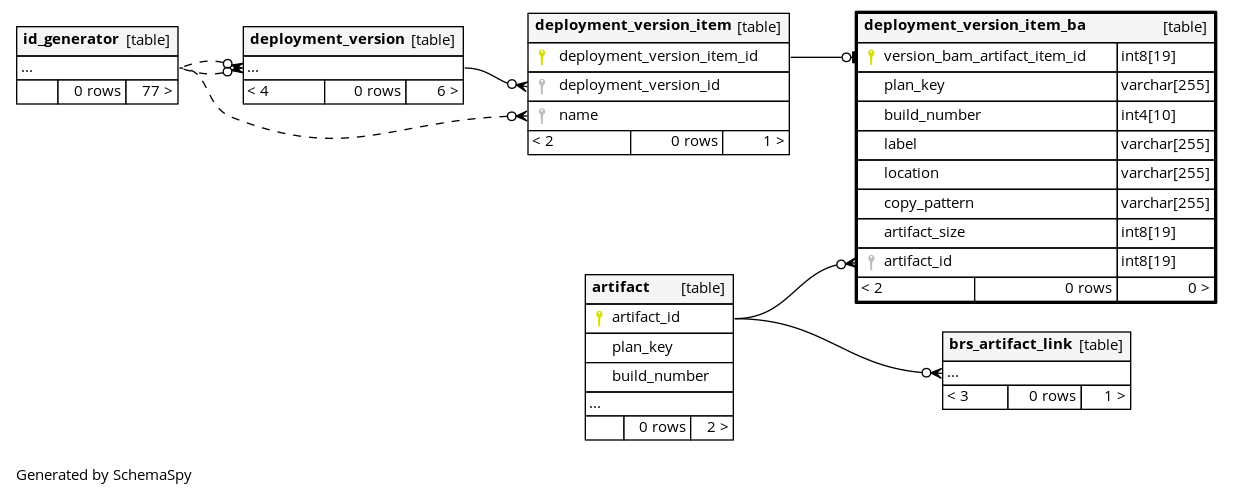 id_generator [table]
...
0 rows 77 >
deployment_version [table]
...
< 4 0 rows 6 >
deployment_version_item [table]
deployment_version_item_id
deployment_version_id
name
< 2 0 rows 1 >
deployment_version_item_ba [table]
version_bam_artifact_item_id int8[19]
plan_key varchar[255]
build_number int4[10]
label varchar[255]
location varchar[255]
copy_pattern varchar[255]
artifact_size int8[19]
artifact_id int8[19]
< 2 0 rows 0 >
artifact [table]
artifact_id
plan_key
build_number
...
0 rows 2 >
brs_artifact_link [table]
...
< 3 0 rows 1 >
Generated by SchemaSpy